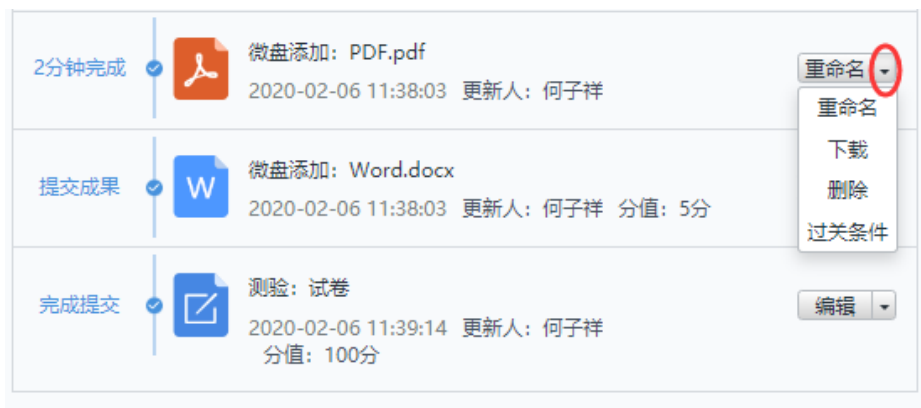 2分钟完成
微盘添加：PDF.pdf
2020-02-06 11:38:03 更新人：何子祥
重命名
重命名
下载
删除
过关条件
提交成果
W
微盘添加：Word.docx
2020-02-06 11:38:03 更新人：何子祥 分值：5分
完成提交
测验：试卷
2020-02-06 11:39:14 更新人：何子祥
分值：100分
编辑